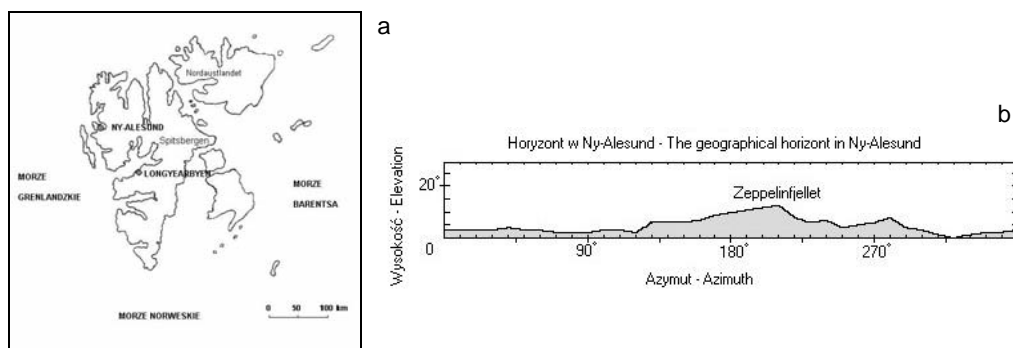 a
Nordaustlandet
NY-ALESUND
Spitsbergen
LONGYEARBYEN
MORZE
GRENLANDZKIE
MORZE
BARENTSA
0 50 100 km
MORZE NORWESKIE
b
Horyzont w Ny-Alesund - The geographical horizont in Ny-Alesund
Wysokość - Elevation
20°
Zeppelinfjellet
0
90°
180°
270°
Azymut - Azimuth